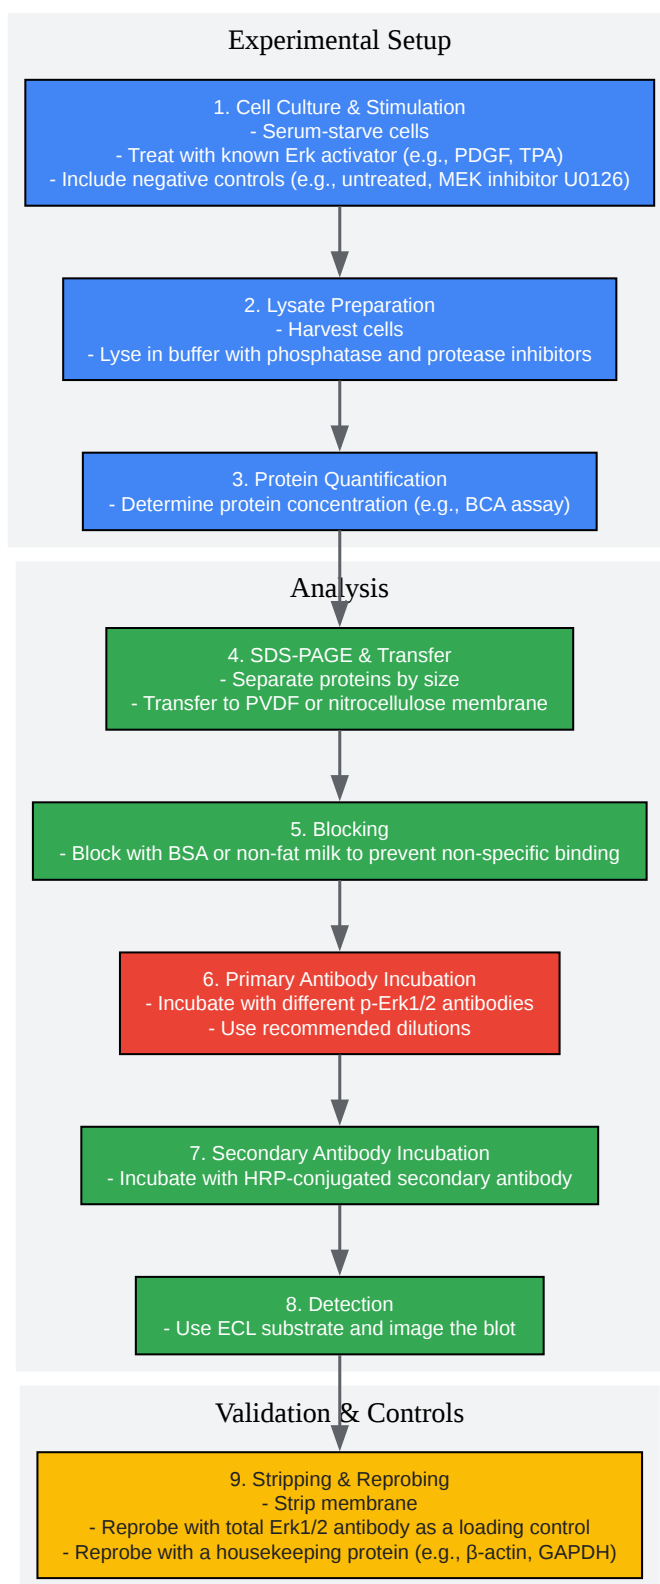 Experimental Setup
1. Cell Culture & Stimulation
- Serum-starve cells
- Treat with known Erk activator (e.g., PDGF, TPA)
- Include negative controls (e.g., untreated, MEK inhibitor U0126)
2. Lysate Preparation
- Harvest cells
- Lyse in buffer with phosphatase and protease inhibitors
3. Protein Quantification
- Determine protein concentration (e.g., BCA assay)
Analysis
4. SDS-PAGE & Transfer
- Separate proteins by size
- Transfer to PVDF or nitrocellulose membrane
5. Blocking
- Block with BSA or non-fat milk to prevent non-specific binding
6. Primary Antibody Incubation
- Incubate with different p-Erk1/2 antibodies
- Use recommended dilutions
7. Secondary Antibody Incubation
- Incubate with HRP-conjugated secondary antibody
8. Detection
- Use ECL substrate and image the blot
Validation & Controls
9. Stripping & Reprobing
- Strip membrane
- Reprobe with total Erk1/2 antibody as a loading control
- Reprobe with a housekeeping protein (e.g., β-actin, GAPDH)